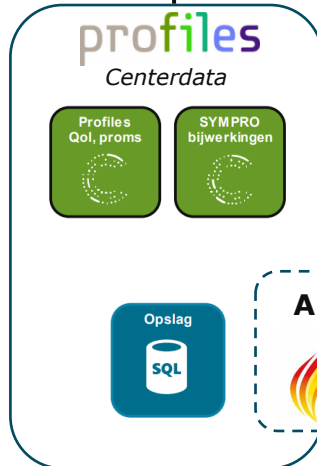 profiles
Centerdata
Profiles
Qol, proms
SYMPRO
bijwerkingen
Opslag
SQL
A